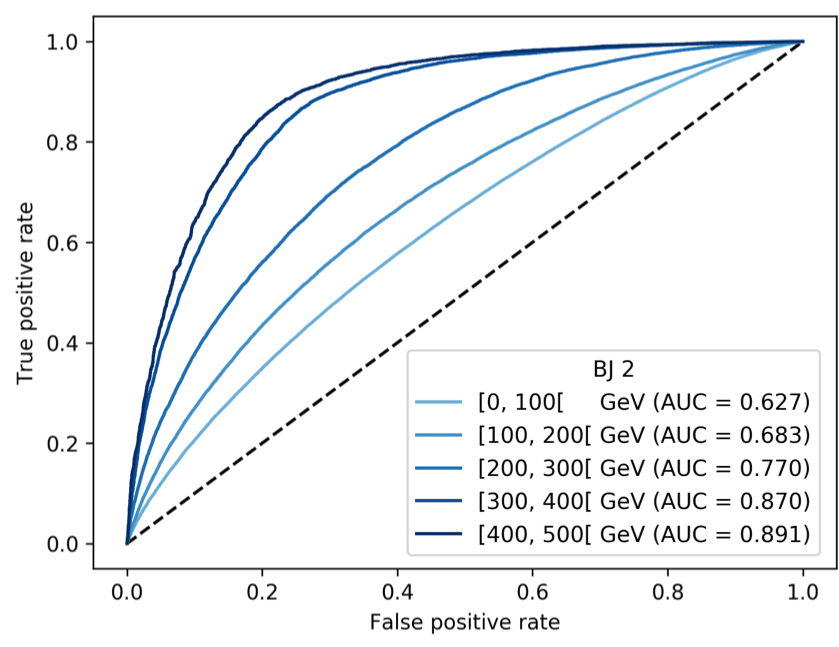 1.0
0.8
0.6
0.4
0.2
0.0
True positive rate
BJ 2
[0, 100[ GeV (AUC = 0.627)
[100, 200[ GeV (AUC = 0.683)
[200, 300[ GeV (AUC = 0.770)
[300, 400[ GeV (AUC = 0.870)
[400, 500[ GeV (AUC = 0.891)
0.0 0.2 0.4 0.6 0.8 1.0
False positive rate